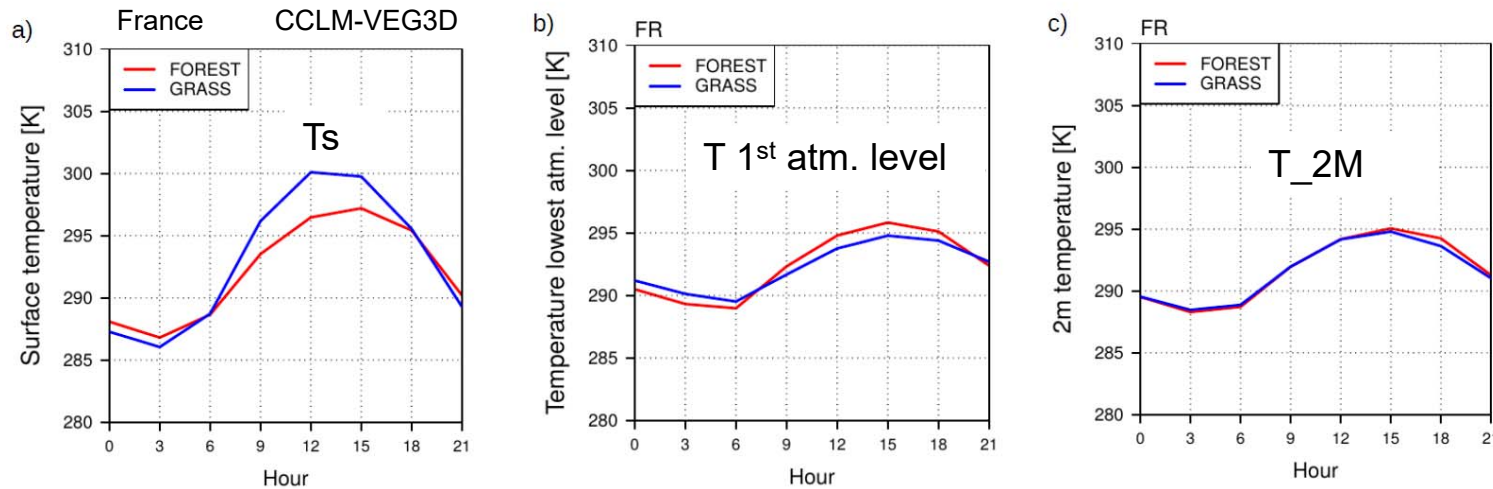 a)
France
CCLM-VEG3D
Surface temperature [K]
310
305
300
295
290
285
280
FOREST
GRASS
Ts
0 3 6 9 12 15 18 21
Hour
b)
FR
Temperature lowest atm. level [K]
310
305
300
295
290
285
280
FOREST
GRASS
T 1st atm. level
0 3 6 9 12 15 18 21
Hour
c)
FR
2m temperature [K]
310
305
300
295
290
285
280
FOREST
GRASS
T_2M
0 3 6 9 12 15 18 21
Hour